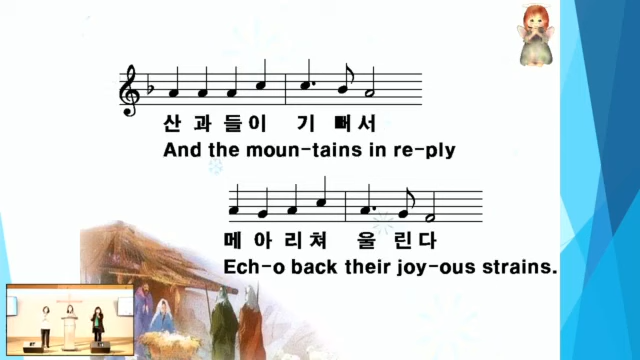 산 과 들 이 기 뻐 서
And the moun-tains in re-ply
메 아 리 쳐 울 린 다
Ech-o back their joy-ous strains.